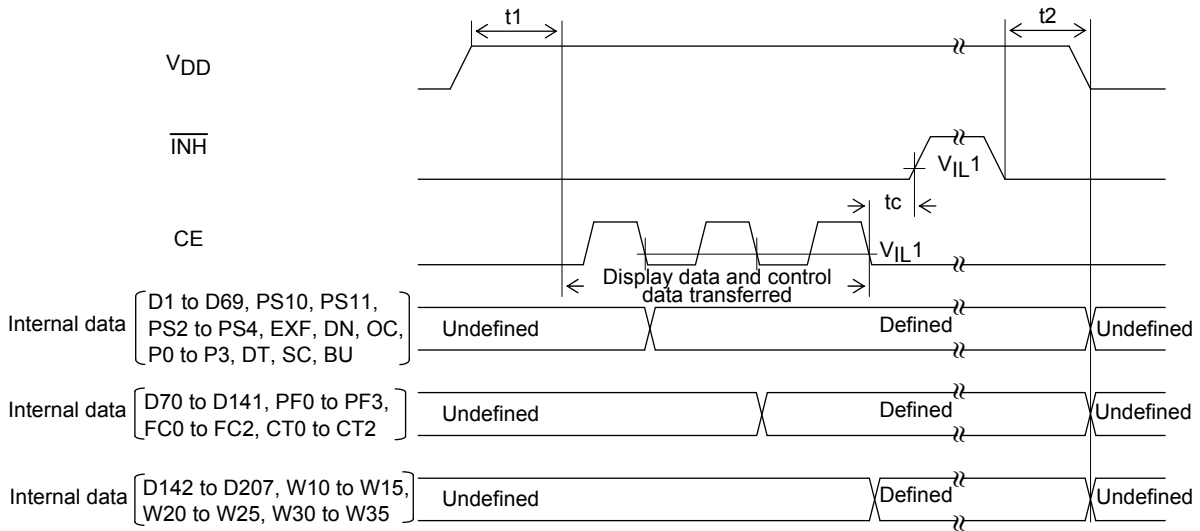 t1
t2
VDD
INH
VIL1
tc
CE
VIL1
Display data and control
data transferred
Internal data
D1 to D69, PS10, PS11,
PS2 to PS4, EXF, DN, OC,
P0 to P3, DT, SC, BU
Undefined
Defined
Undefined
Internal data
D70 to D141, PF0 to PF3,
FC0 to FC2, CT0 to CT2
Undefined
Defined
Undefined
Internal data
D142 to D207, W10 to W15,
W20 to W25, W30 to W35
Undefined
Defined
Undefined